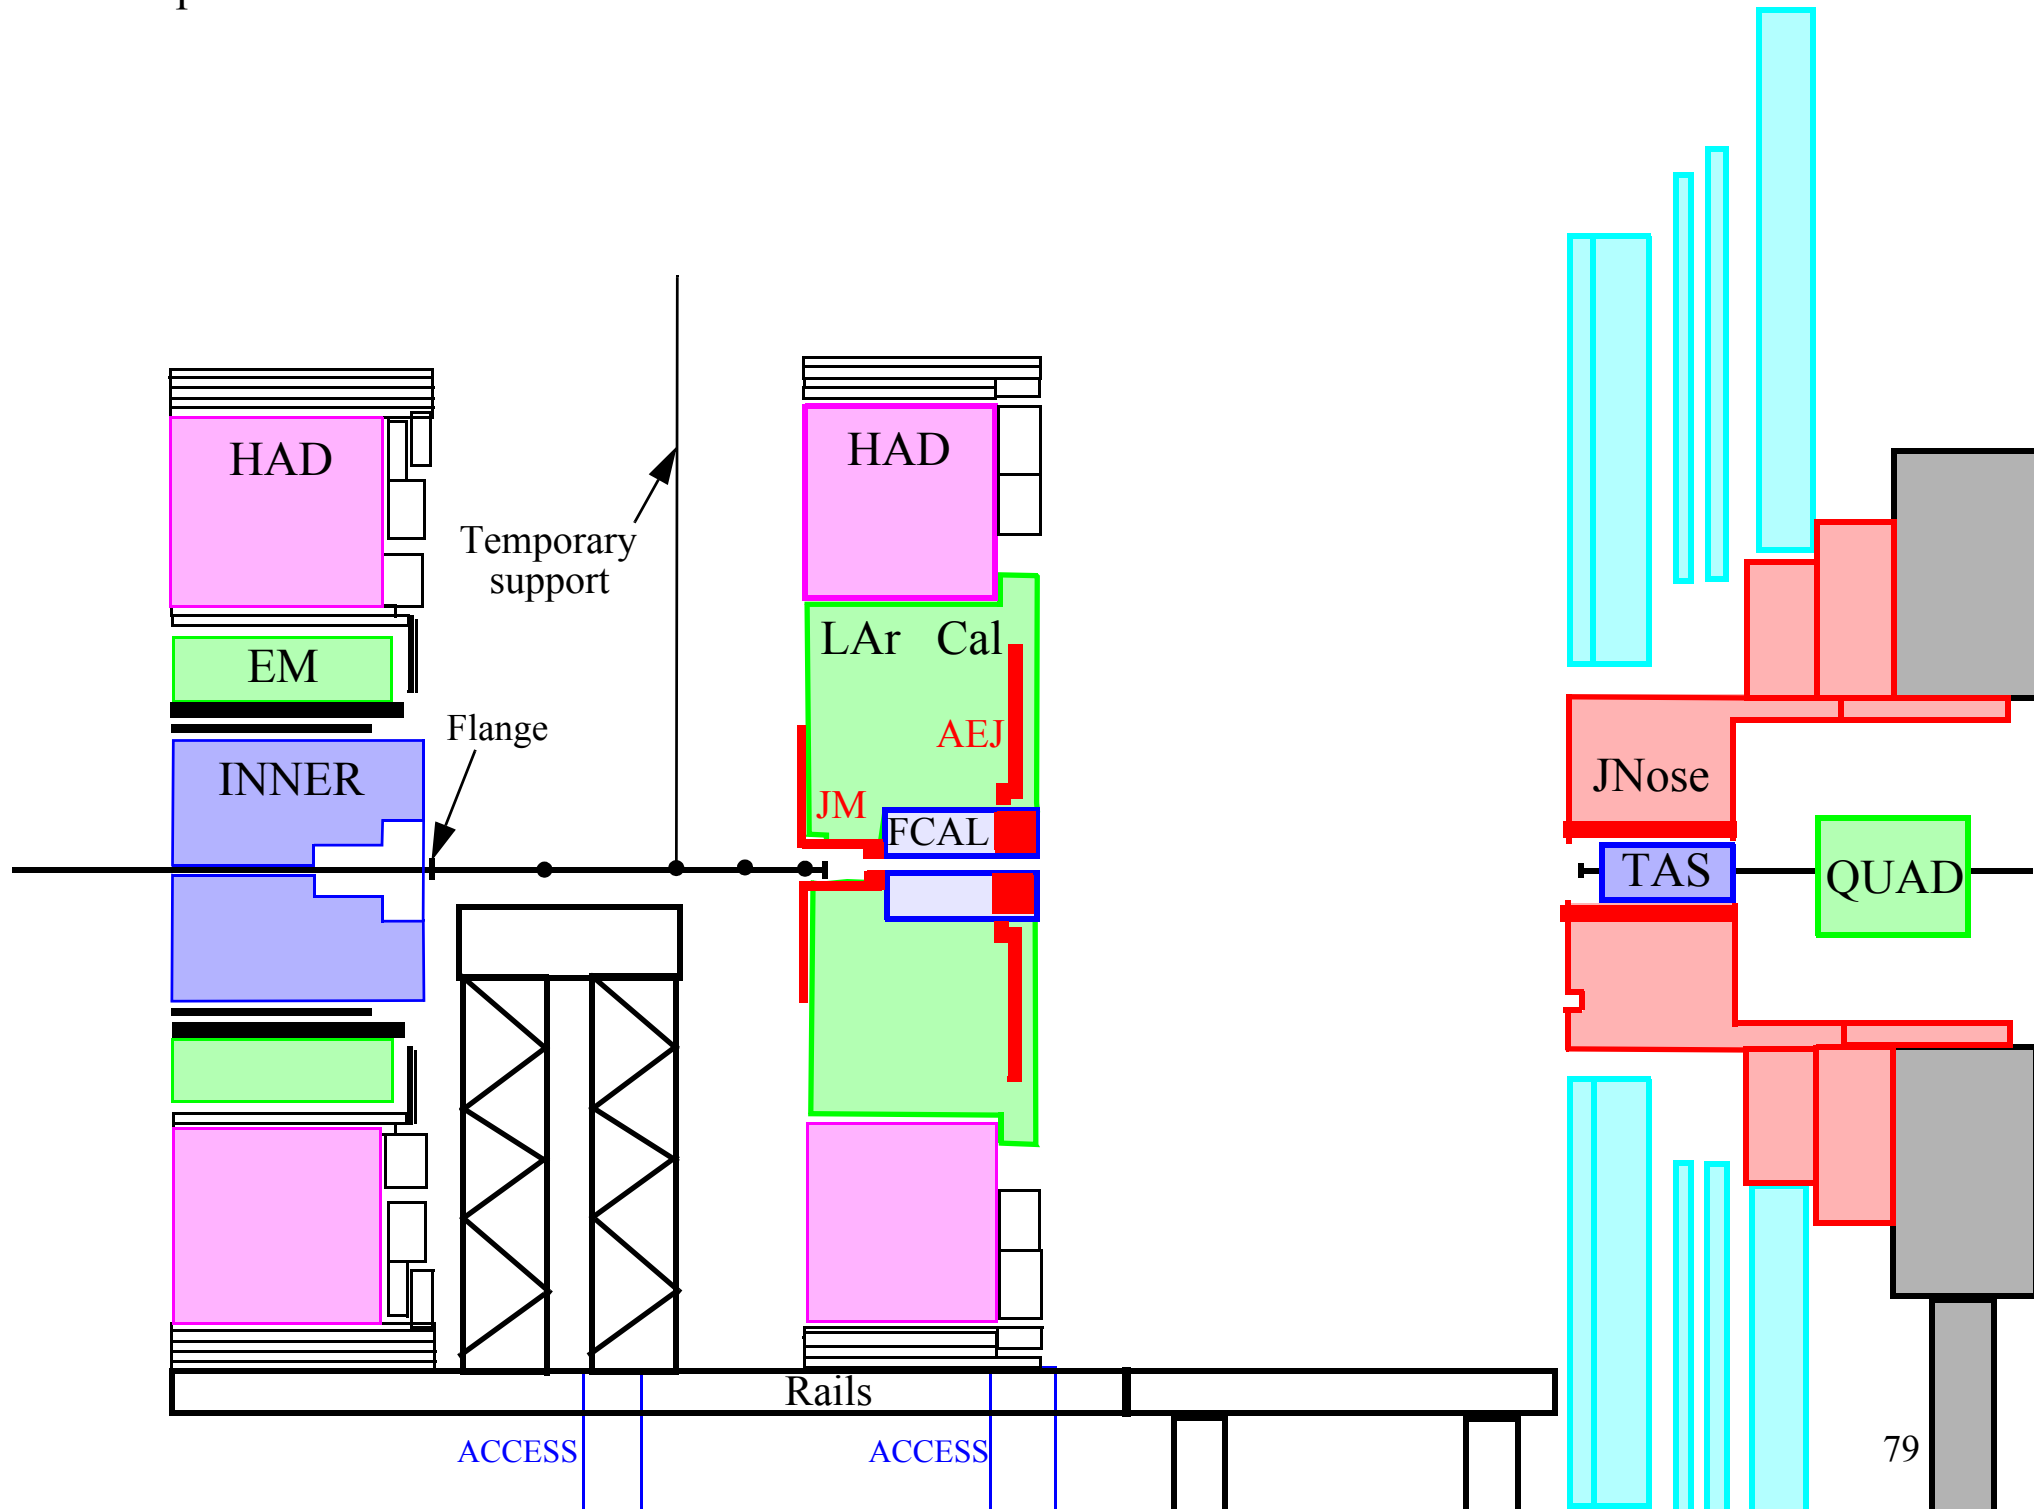 HAD
HAD
Temporary
support
LAr Cal
EM
Flange
AEJ
INNER
JNose
JM
FCAL
TAS
QUAD
Rails
ACCESS
ACCESS
79